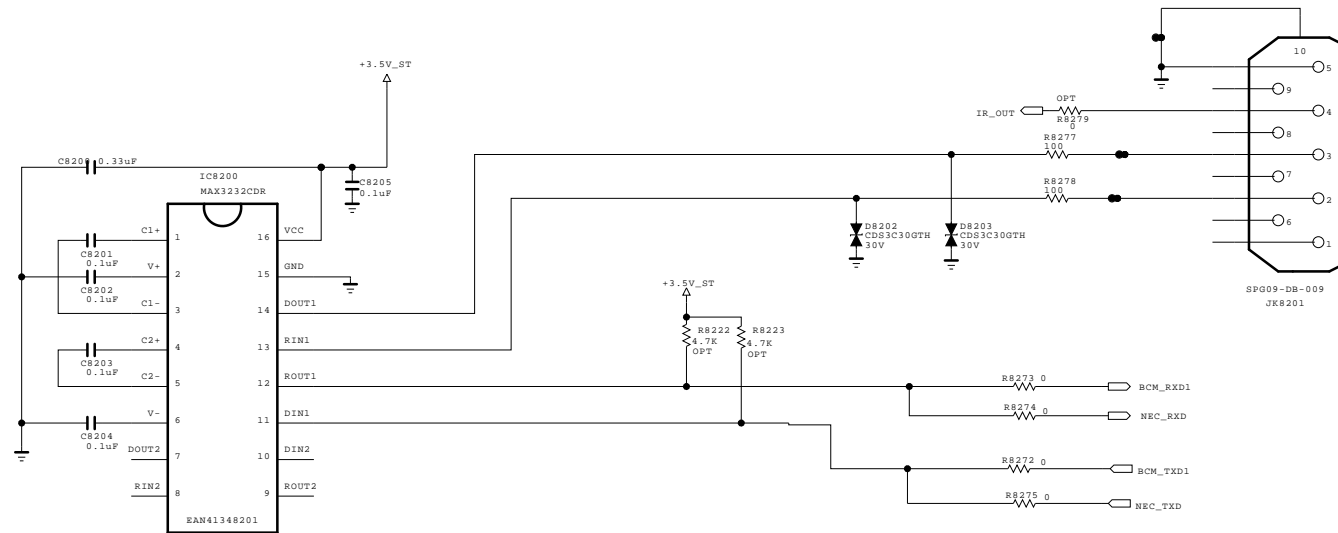 +3.5V_ST
C8200 0.33uF
IC8200
MAX3232CDR
C8205
0.1uF
C1+
1
16
VCC
C8201
0.1uF
V+
2
15
GND
C8202
0.1uF
C1-
3
14
DOUT1
C2+
4
13
RIN1
C8203
0.1uF
C2-
5
12
ROUT1
V-
6
11
DIN1
C8204
0.1uF
DOUT2
7
10
DIN2
RIN2
8
9
ROUT2
EAN41348201
IR_OUT
OPT
R8279
0
R8277
100
R8278
100
D8202
CDS3C30GTH
30V
D8203
CDS3C30GTH
30V
+3.5V_ST
R8222
4.7K
OPT
R8223
4.7K
OPT
R8273 0
BCM_RXD1
R8274 0
NEC_RXD
R8272 0
BCM_TXD1
R8275 0
NEC_TXD
10
5
9
4
8
3
7
2
6
1
SPG09-DB-009
JK8201